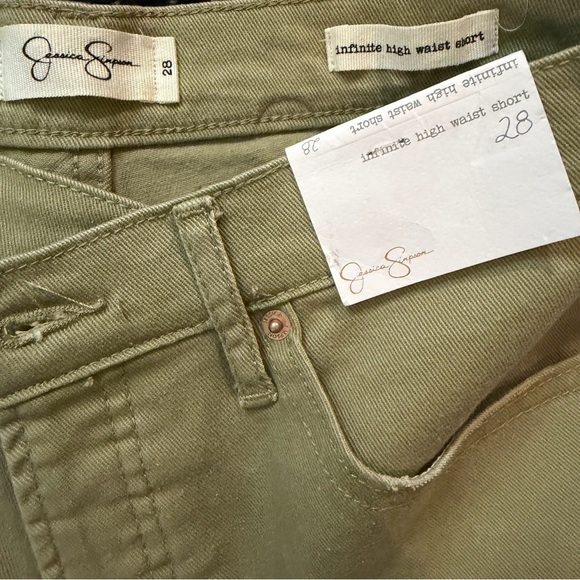 Jessica Simpson
28
infinite high waist short
infinite high
waist short
28
infinite high waist short
28
Jessica Simpson